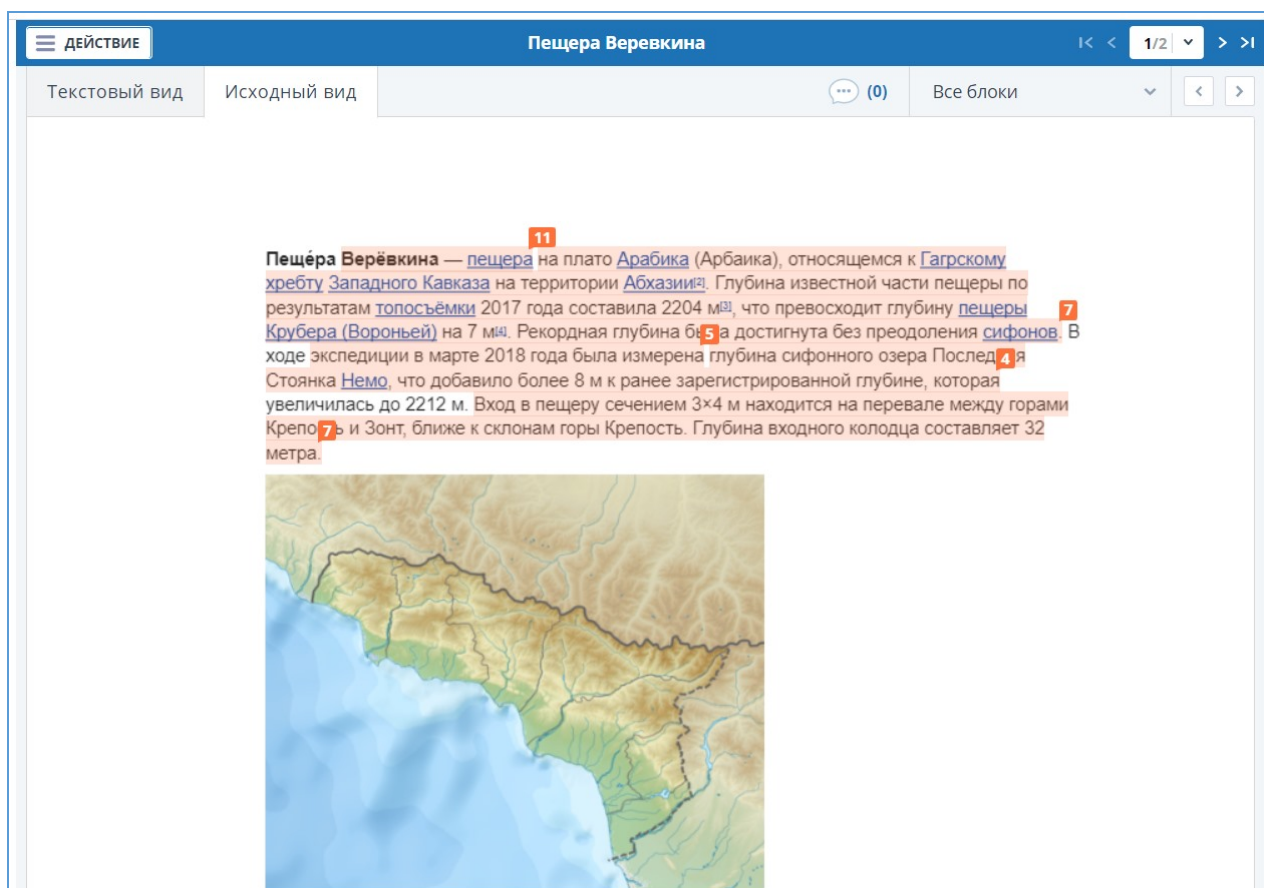 ДЕЙСТВИЕ
Пещера Веревкина
1/2
Текстовый вид
Исходный вид
(0)
Все блоки
11
Пеще́ра Верёвкина — пещера на плато Арабика (Арбаика), относящемся к Гагрскому
хребту Западного Кавказа на территории Абхазии[2]. Глубина известной части пещеры по
результатам топосъёмки 2017 года составила 2204 м[3], что превосходит глубину пещеры
7
Крубера (Вороньей) на 7 м[4]. Рекордная глубина была достигнута без преодоления сифонов. В
5
ходе экспедиции в марте 2018 года была измерена глубина сифонного озера Последняя
4
Стоянка Немо, что добавило более 8 м к ранее зарегистрированной глубине, которая
увеличилась до 2212 м. Вход в пещеру сечением 3×4 м находится на перевале между горами
Крепость и Зонт, ближе к склонам горы Крепость. Глубина входного колодца составляет 32
7
метра.